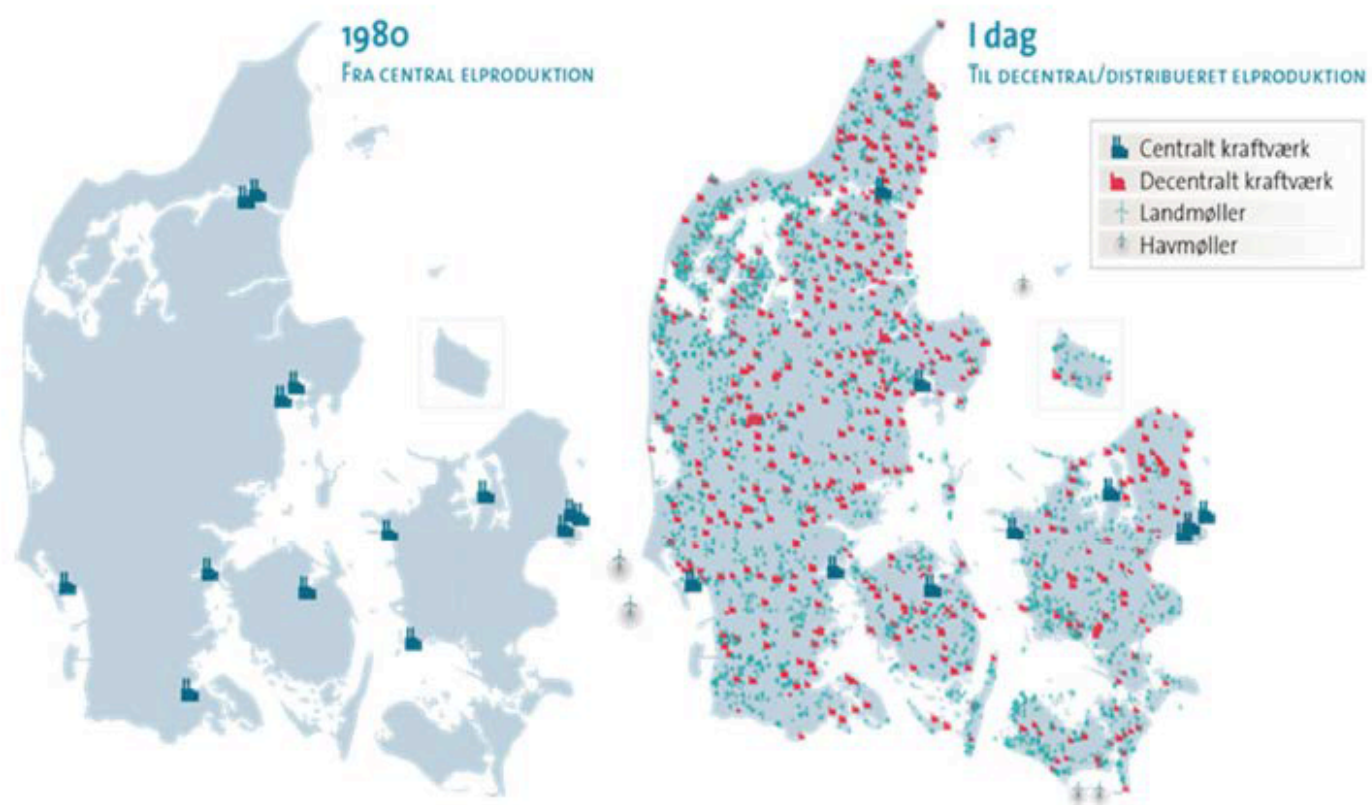 1980
FRA CENTRAL ELPRODUKTION
I dag
TIL DECENTRAL/DISTRIBUERET ELPRODUKTION
Centralt kraftværk
Decentralt kraftværk
Landmøller
Havmøller